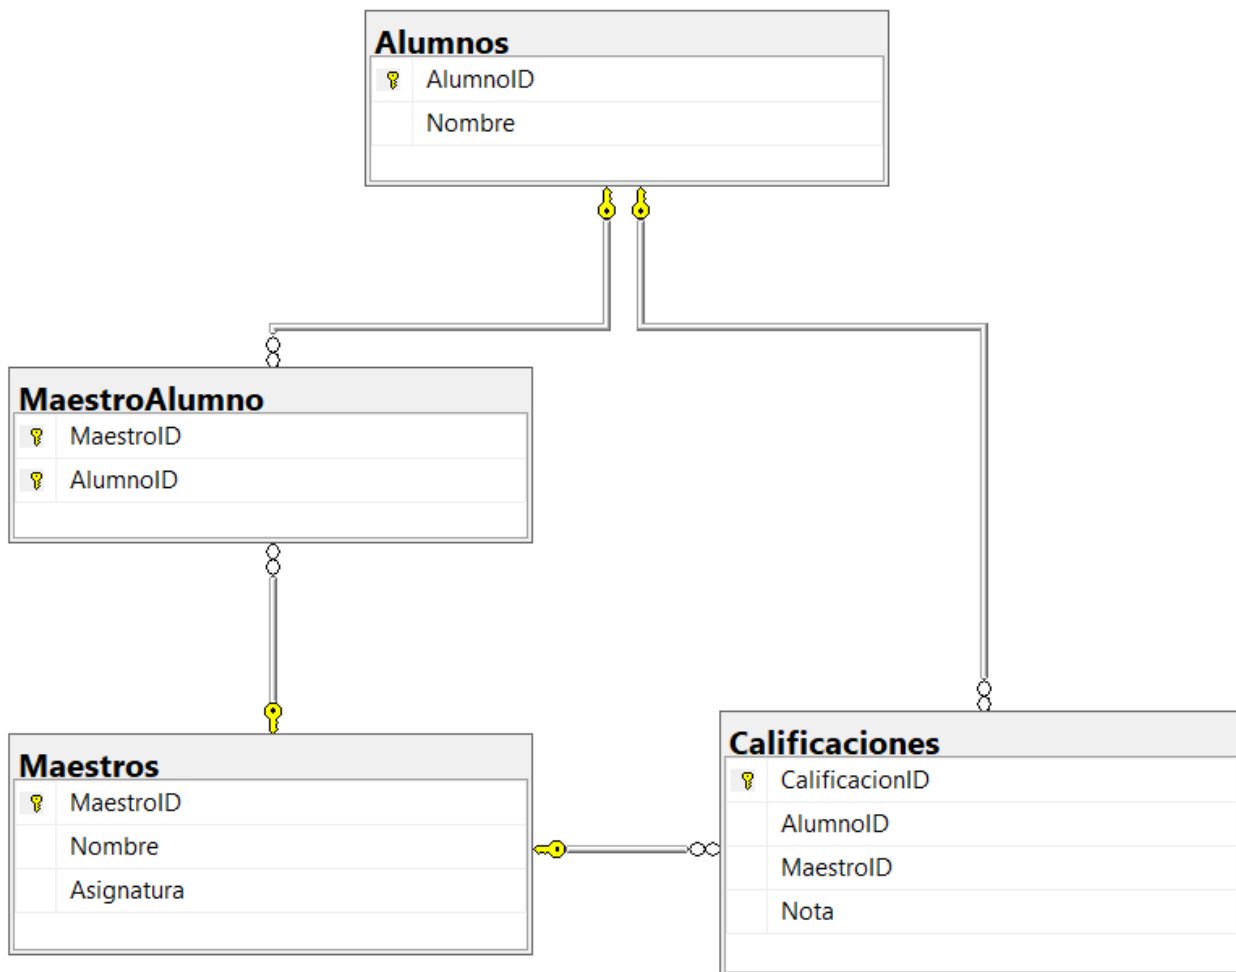 Alumnos
AlumnoID
Nombre
MaestroAlumno
MaestroID
AlumnoID
Maestros
MaestroID
Nombre
Asignatura
Calificaciones
CalificacionID
AlumnoID
MaestroID
Nota